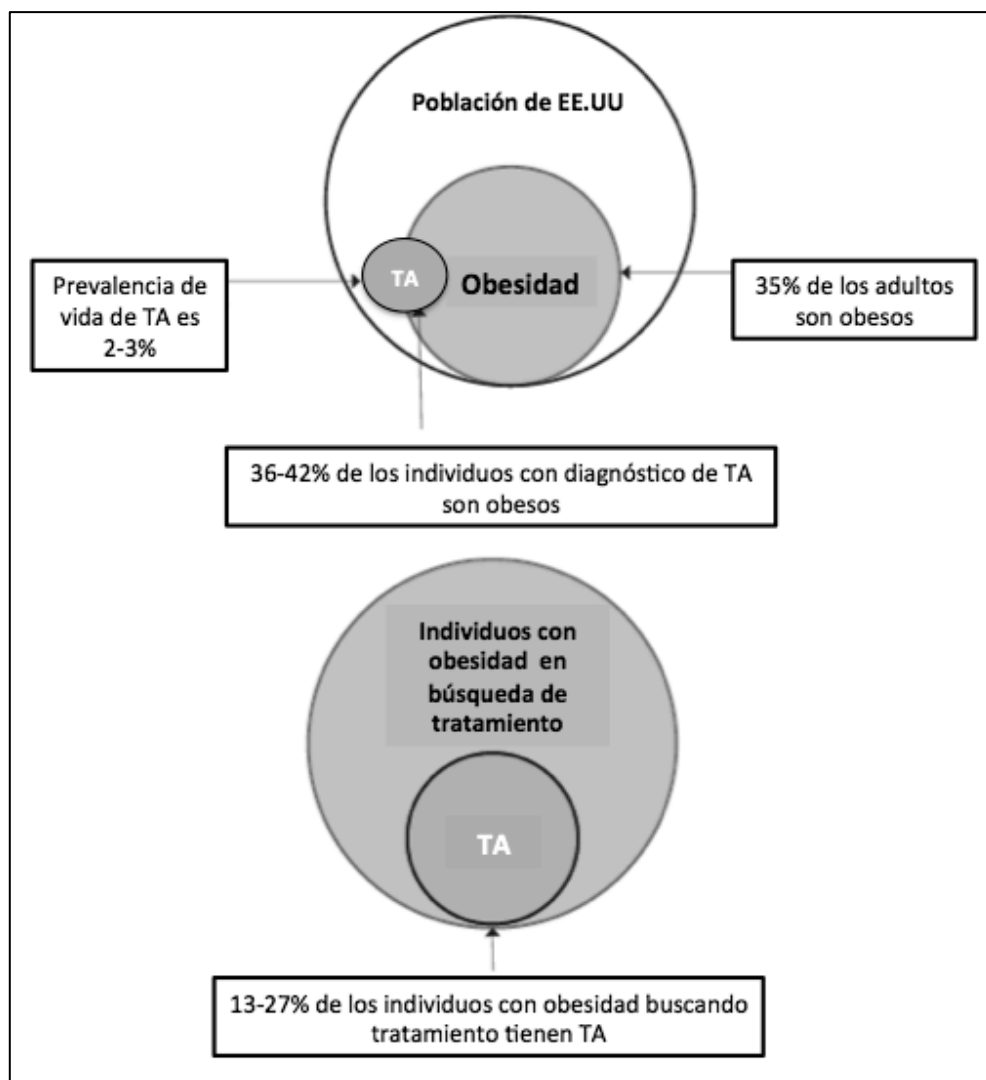 Población de EE.UU
TA
Obesidad
Prevalencia de
vida de TA es
2-3%
35% de los adultos
son obesos
36-42% de los individuos con diagnóstico de TA
son obesos
Individuos con
obesidad en
búsqueda de
tratamiento
TA
13-27% de los individuos con obesidad buscando
tratamiento tienen TA